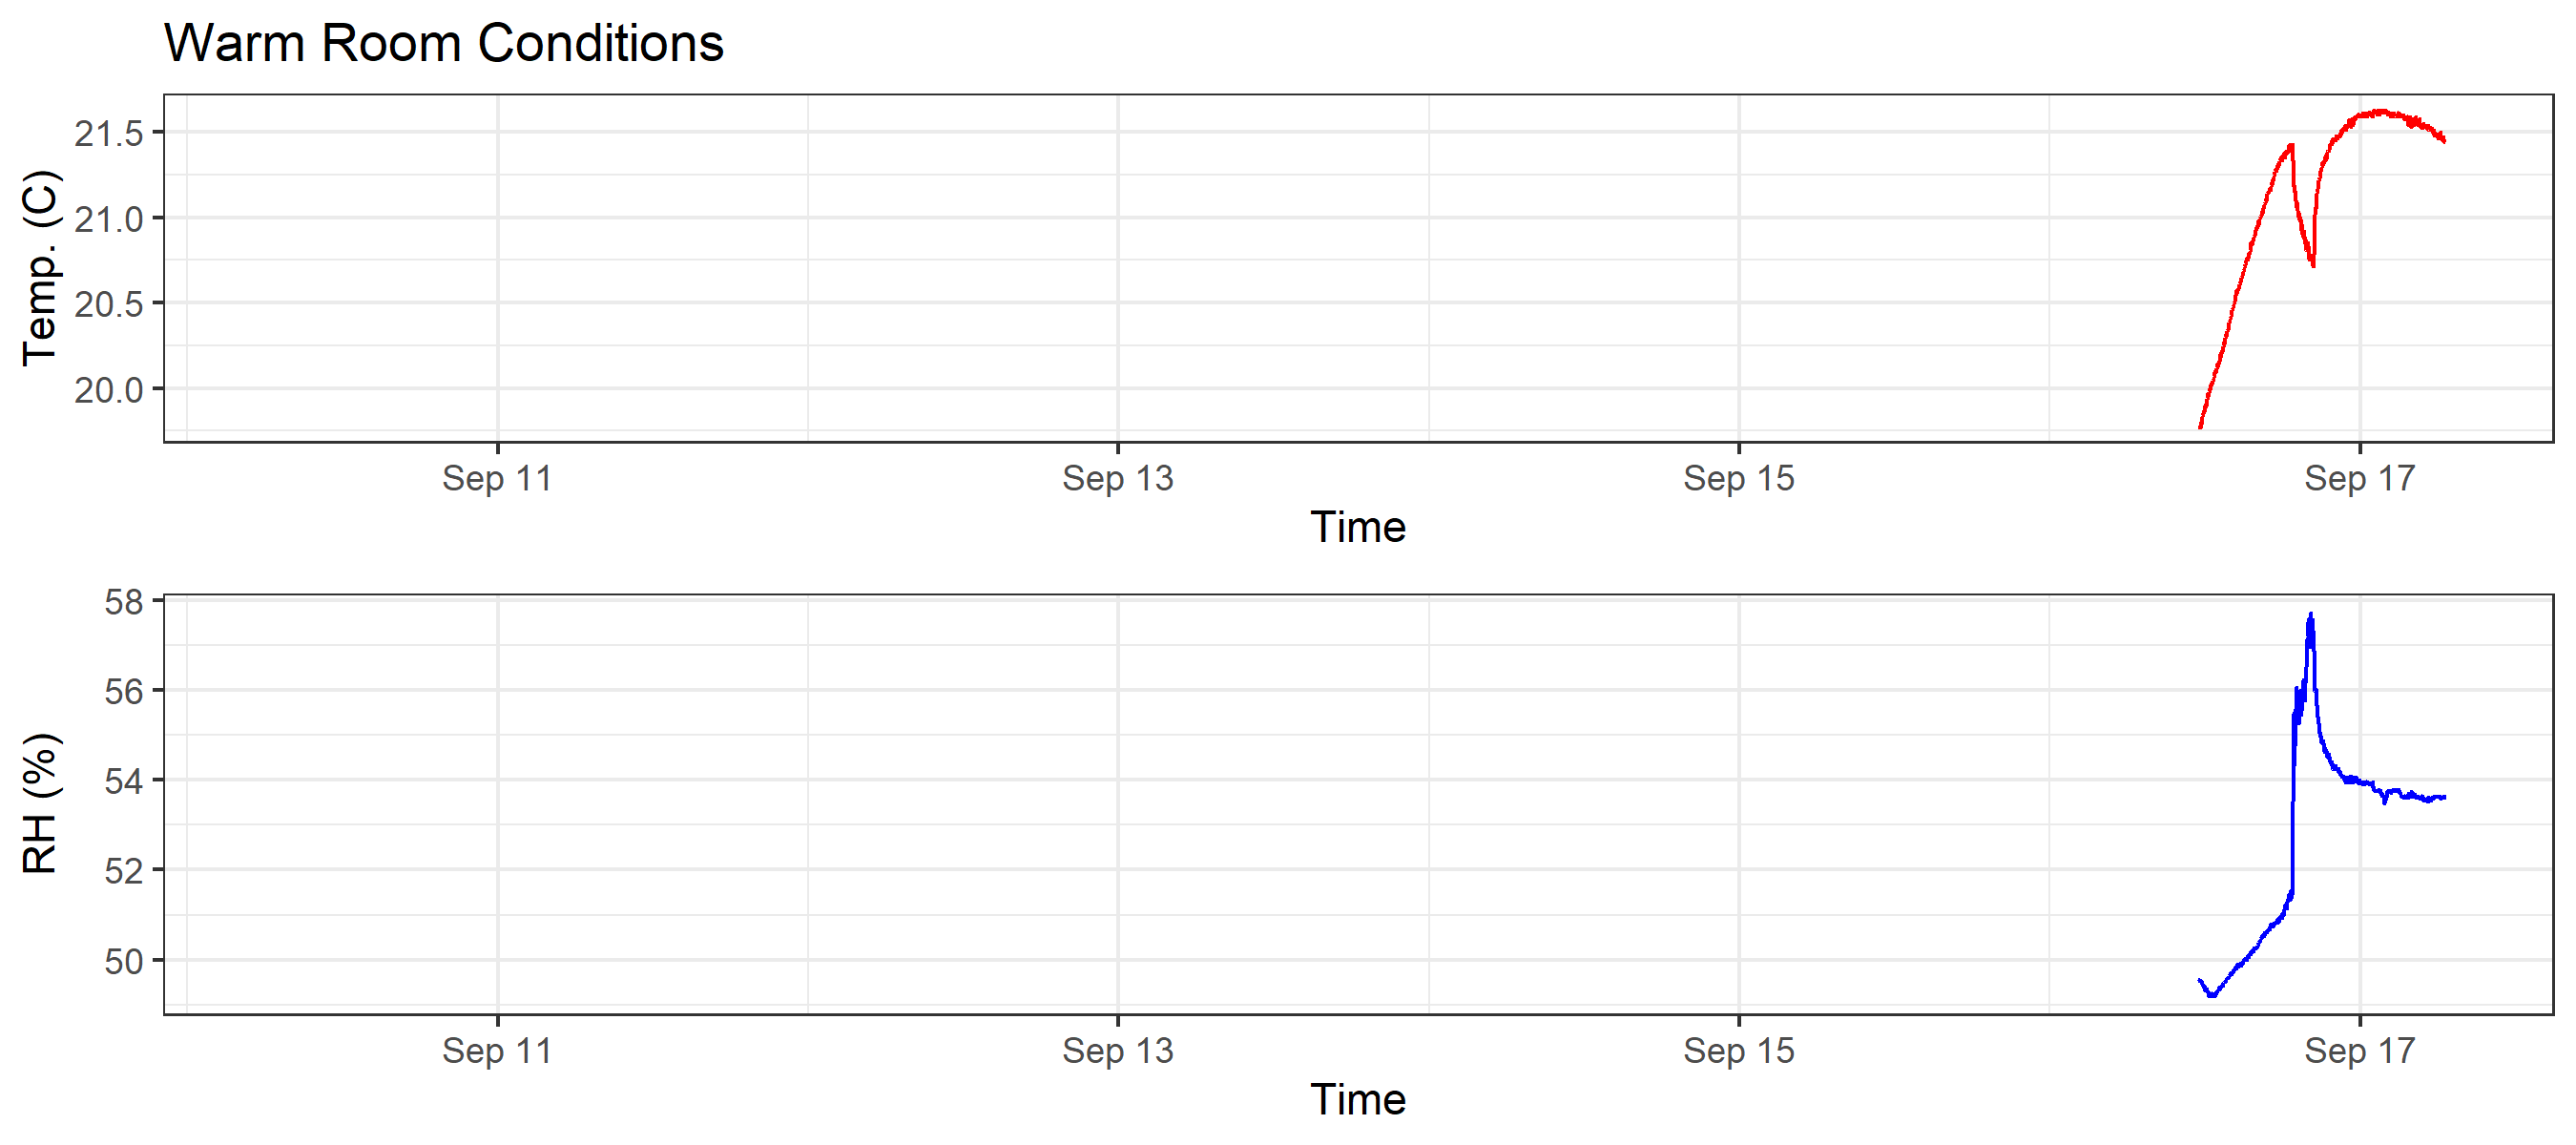 Warm Room Conditions
Temp. (C)
21.5
21.0
20.5
20.0
Sep 11 Sep 13 Sep 15 Sep 17
Time
RH (%)
58
56
54
52
50
Sep 11 Sep 13 Sep 15 Sep 17
Time